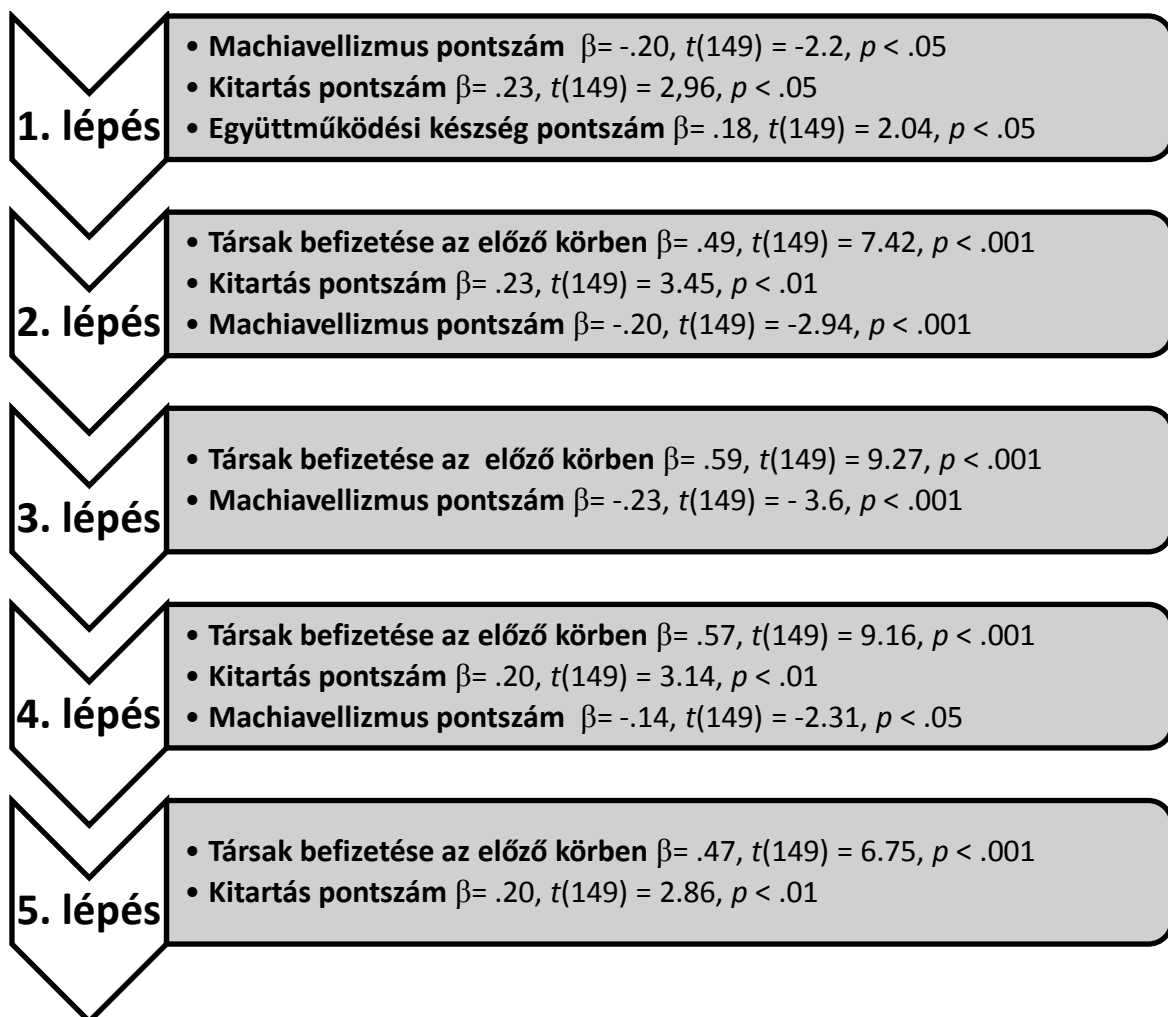 1. lépés
• Machiavellizmus pontszám β= -.20, t(149) = -2.2, p < .05
• Kitartás pontszám β= .23, t(149) = 2,96, p < .05
• Együttműködési készség pontszám β= .18, t(149) = 2.04, p < .05
2. lépés
• Társak befizetése az előző körben β= .49, t(149) = 7.42, p < .001
• Kitartás pontszám β= .23, t(149) = 3.45, p < .01
• Machiavellizmus pontszám β= -.20, t(149) = -2.94, p < .001
3. lépés
• Társak befizetése az előző körben β= .59, t(149) = 9.27, p < .001
• Machiavellizmus pontszám β= -.23, t(149) = - 3.6, p < .001
4. lépés
• Társak befizetése az előző körben β= .57, t(149) = 9.16, p < .001
• Kitartás pontszám β= .20, t(149) = 3.14, p < .01
• Machiavellizmus pontszám β= -.14, t(149) = -2.31, p < .05
5. lépés
• Társak befizetése az előző körben β= .47, t(149) = 6.75, p < .001
• Kitartás pontszám β= .20, t(149) = 2.86, p < .01